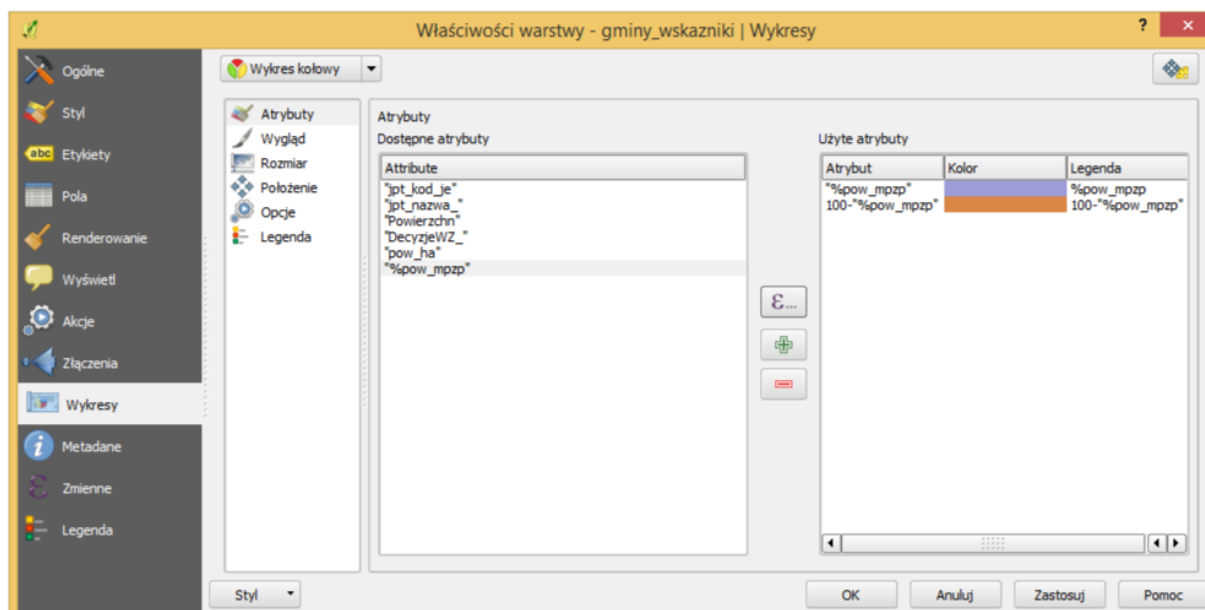 Właściwości warstwy - gminy_wskazniki | Wykresy
?
Ogólne
Styl
abc Etykiety
Pola
Renderowanie
Wyświetl
Akcje
Złączenia
Wykresy
Metadane
Zmienne
Legenda
Wykres kołowy
Atrybuty
Wygląd
Rozmiar
Położenie
Opcje
Legenda
Atrybuty
Dostępne atrybuty
Attribute
"jpt_kod_je"
"jpt_nazwa_"
"Powierzchn"
"DecyzjeWZ_"
"pow_ha"
"%pow_mpzp"
ε...
Użyte atrybuty
Atrybut Kolor Legenda
"%pow_mpzp" %pow_mpzp
100-"%pow_mpzp" 100-"%pow_mpzp"
Styl
OK Anuluj Zastosuj Pomoc